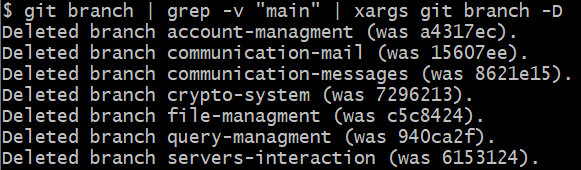 $ git branch | grep -v "main" | xargs git branch -D
Deleted branch account-managment (was a4317ec).
Deleted branch communication-mail (was 15607ee).
Deleted branch communication-messages (was 8621e15).
Deleted branch crypto-system (was 7296213).
Deleted branch file-managment (was c5c8424).
Deleted branch query-managment (was 940ca2f).
Deleted branch servers-interaction (was 6153124).